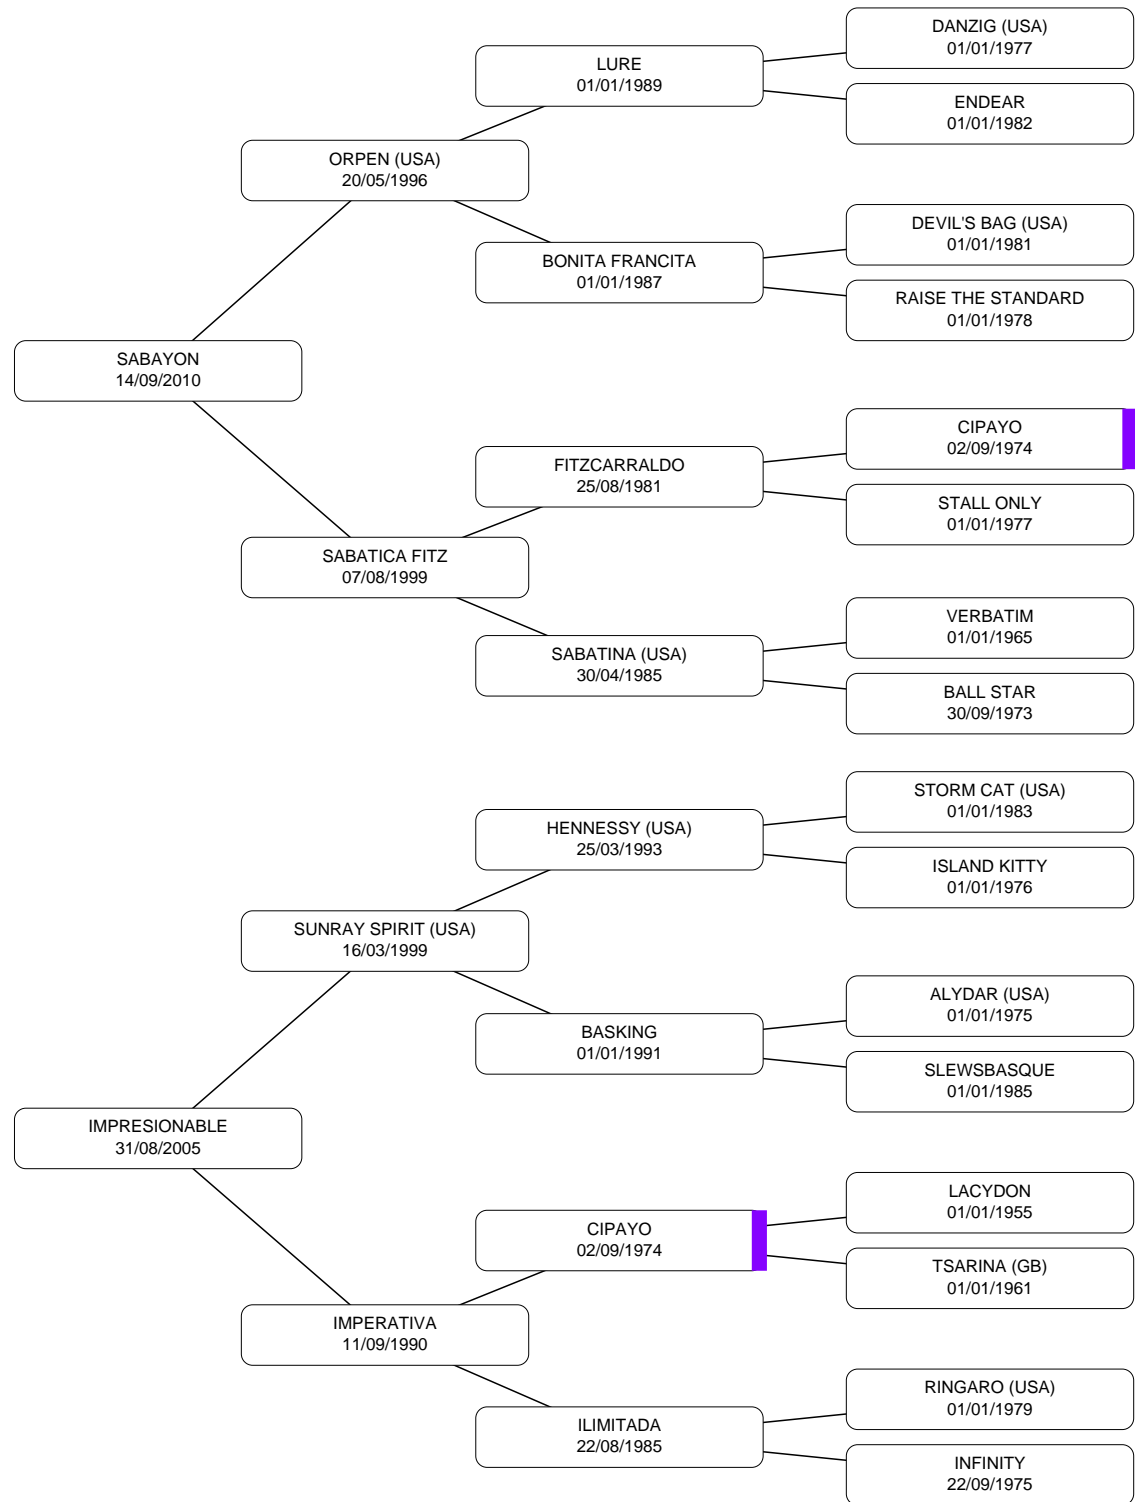 DANZIG (USA)
01/01/1977
LURE
01/01/1989
ENDEAR
01/01/1982
ORPEN (USA)
20/05/1996
DEVIL'S BAG (USA)
01/01/1981
BONITA FRANCITA
01/01/1987
RAISE THE STANDARD
01/01/1978
SABAYON
14/09/2010
CIPAYO
02/09/1974
FITZCARRALDO
25/08/1981
STALL ONLY
01/01/1977
SABATICA FITZ
07/08/1999
VERBATIM
01/01/1965
SABATINA (USA)
30/04/1985
BALL STAR
30/09/1973
STORM CAT (USA)
01/01/1983
HENNESSY (USA)
25/03/1993
ISLAND KITTY
01/01/1976
SUNRAY SPIRIT (USA)
16/03/1999
ALYDAR (USA)
01/01/1975
BASKING
01/01/1991
SLEWSBASQUE
01/01/1985
IMPRESIONABLE
31/08/2005
LACYDON
01/01/1955
CIPAYO
02/09/1974
TSARINA (GB)
01/01/1961
IMPERATIVA
11/09/1990
RINGARO (USA)
01/01/1979
ILIMITADA
22/08/1985
INFINITY
22/09/1975